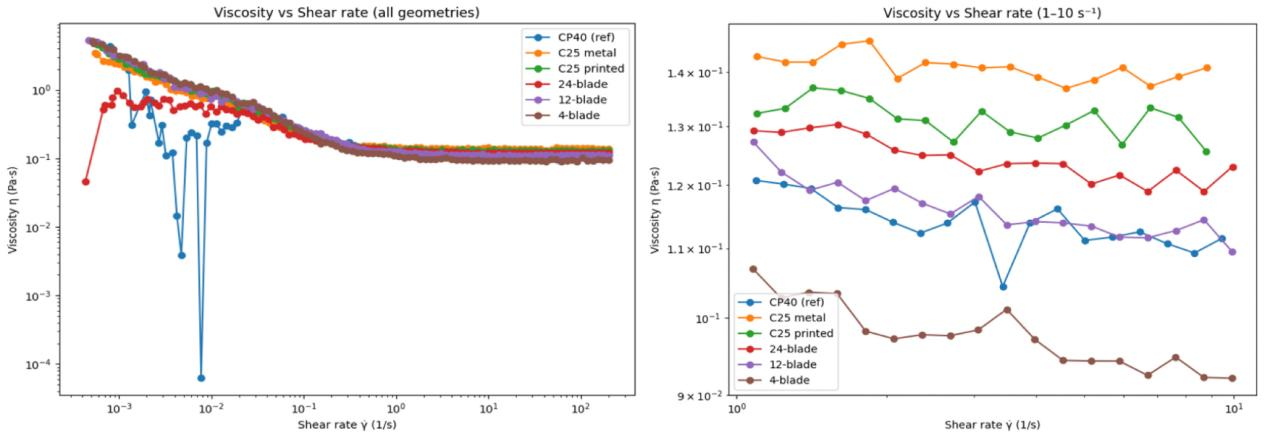 Viscosity vs Shear rate (all geometries)
Viscosity η (Pa·s)
10⁰
10⁻¹
10⁻²
10⁻³
10⁻⁴
10⁻³
10⁻²
10⁻¹
10⁰
10¹
10²
Shear rate γ̇ (1/s)
CP40 (ref)
C25 metal
C25 printed
24-blade
12-blade
4-blade
Viscosity vs Shear rate (1–10 s⁻¹)
Viscosity η (Pa·s)
1.4 × 10⁻¹
1.3 × 10⁻¹
1.2 × 10⁻¹
1.1 × 10⁻¹
10⁻¹
9 × 10⁻²
10⁰
10¹
Shear rate γ̇ (1/s)
CP40 (ref)
C25 metal
C25 printed
24-blade
12-blade
4-blade